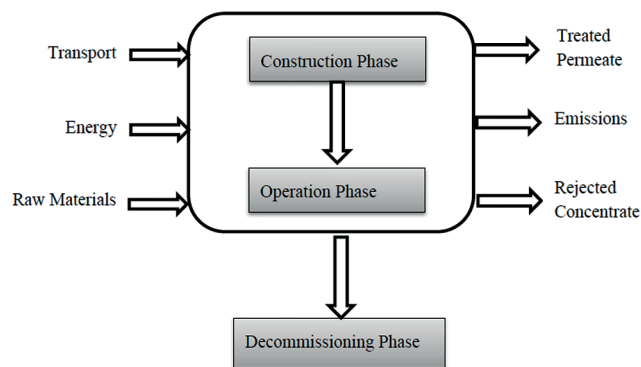 Transport
Energy
Raw Materials
Construction Phase
Operation Phase
Decommissioning Phase
Treated
Permeate
Emissions
Rejected
Concentrate